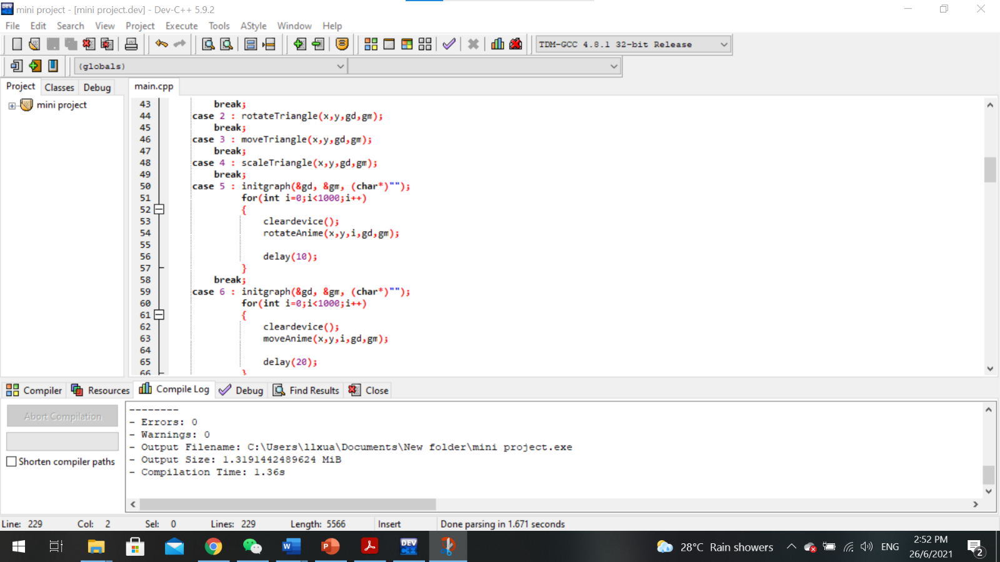 mini project - [mini project.dev] - Dev-C++ 5.9.2
File Edit Search View Project Execute Tools AStyle Window Help
TDM-GCC 4.8.1 32-bit Release
(globals)
Project Classes Debug
main.cpp
mini project
43 break;
44 case 2 : rotateTriangle(x,y,gd,gm);
45 break;
46 case 3 : moveTriangle(x,y,gd,gm);
47 break;
48 case 4 : scaleTriangle(x,y,gd,gm);
49 break;
50 case 5 : initgraph(&gd, &gm, (char*)"");
51 for(int i=0;i<1000;i++)
52 {
53 cleardevice();
54 rotateAnime(x,y,i,gd,gm);
55
56 delay(10);
57 }
58 break;
59 case 6 : initgraph(&gd, &gm, (char*)"");
60 for(int i=0;i<1000;i++)
61 {
62 cleardevice();
63 moveAnime(x,y,i,gd,gm);
64
65 delay(20);
66 }
Compiler Resources Compile Log Debug Find Results Close
Abort Compilation
Shorten compiler paths
--------
- Errors: 0
- Warnings: 0
- Output Filename: C:\Users\llxua\Documents\New folder\mini project.exe
- Output Size: 1.3191442489624 MiB
- Compilation Time: 1.36s
Line: 229 Col: 2 Sel: 0 Lines: 229 Length: 5566 Insert Done parsing in 1.671 seconds
DEV C++
28°C Rain showers
ENG
2:52 PM
26/6/2021
2